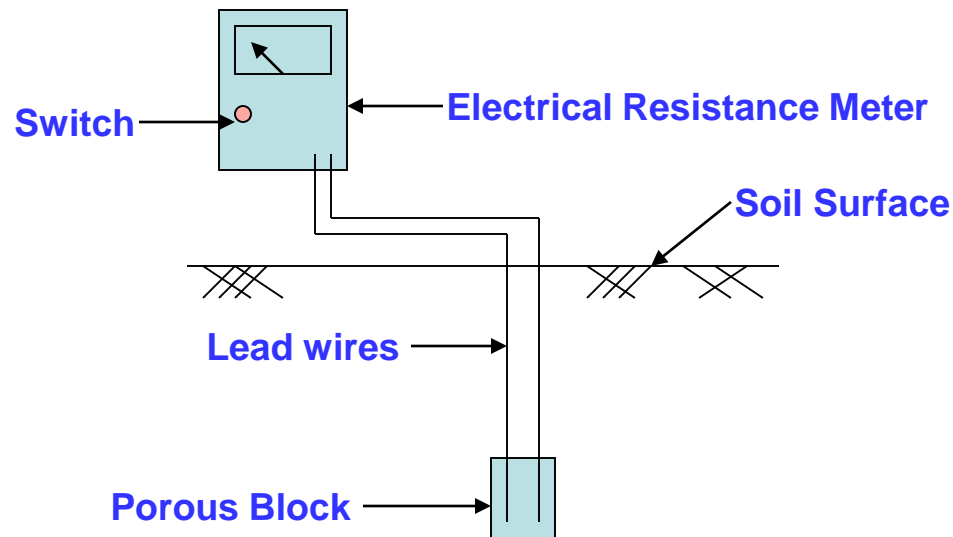 Electrical Resistance Meter
Switch
Soil Surface
Lead wires
Porous Block